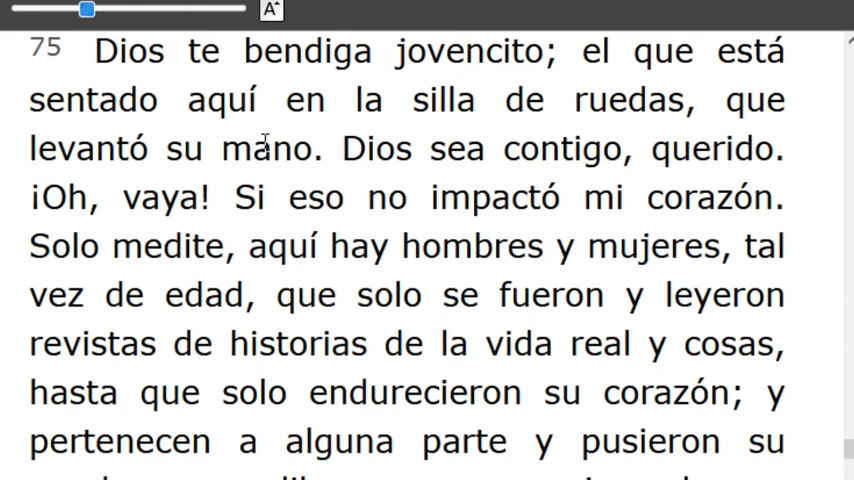 A
75 Dios te bendiga jovencito; el que está
sentado aquí en la silla de ruedas, que
levantó su mano. Dios sea contigo, querido.
¡Oh, vaya! Si eso no impactó mi corazón.
Solo medite, aquí hay hombres y mujeres, tal
vez de edad, que solo se fueron y leyeron
revistas de historias de la vida real y cosas,
hasta que solo endurecieron su corazón; y
pertenecen a alguna parte y pusieron su